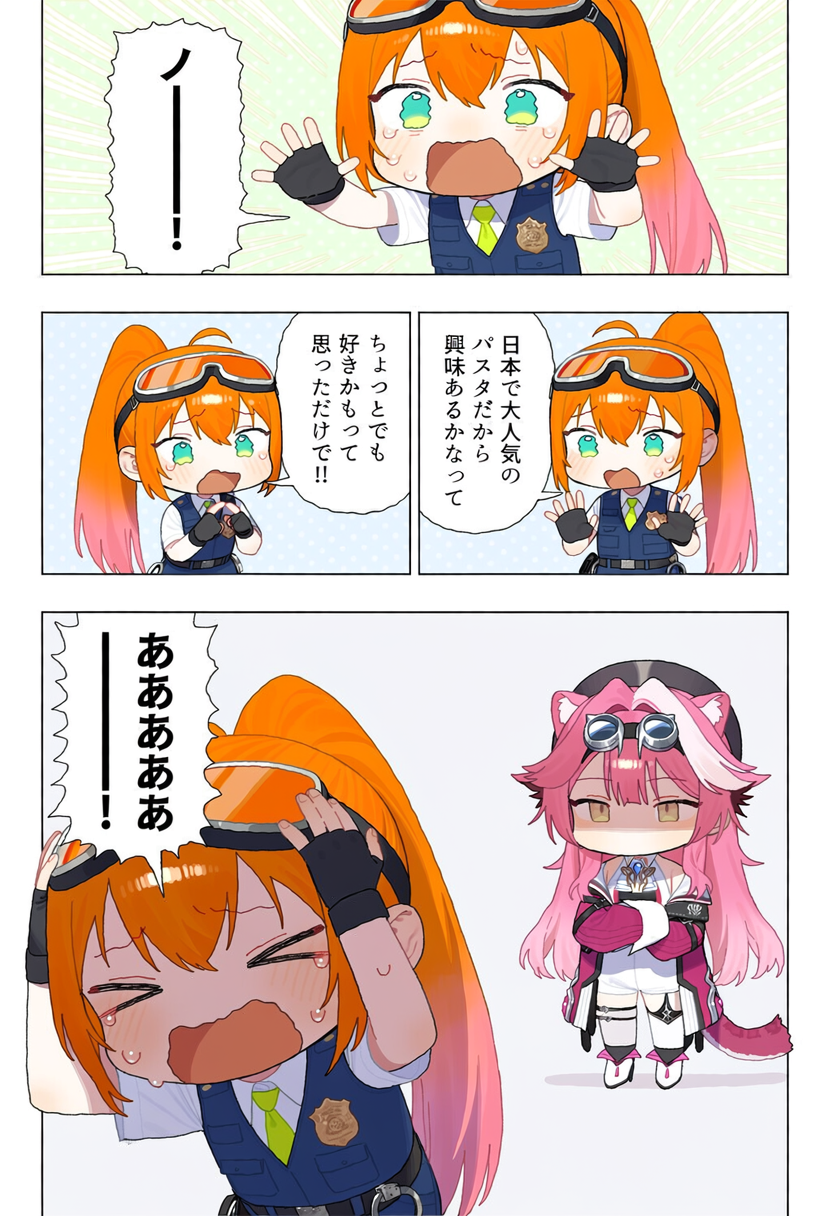 ノーーー！
日本で大人気の
パスタだから
興味あるかなって
ちょっとでも
好きかもって
思っただけで!!
ああああああ
ーーー！